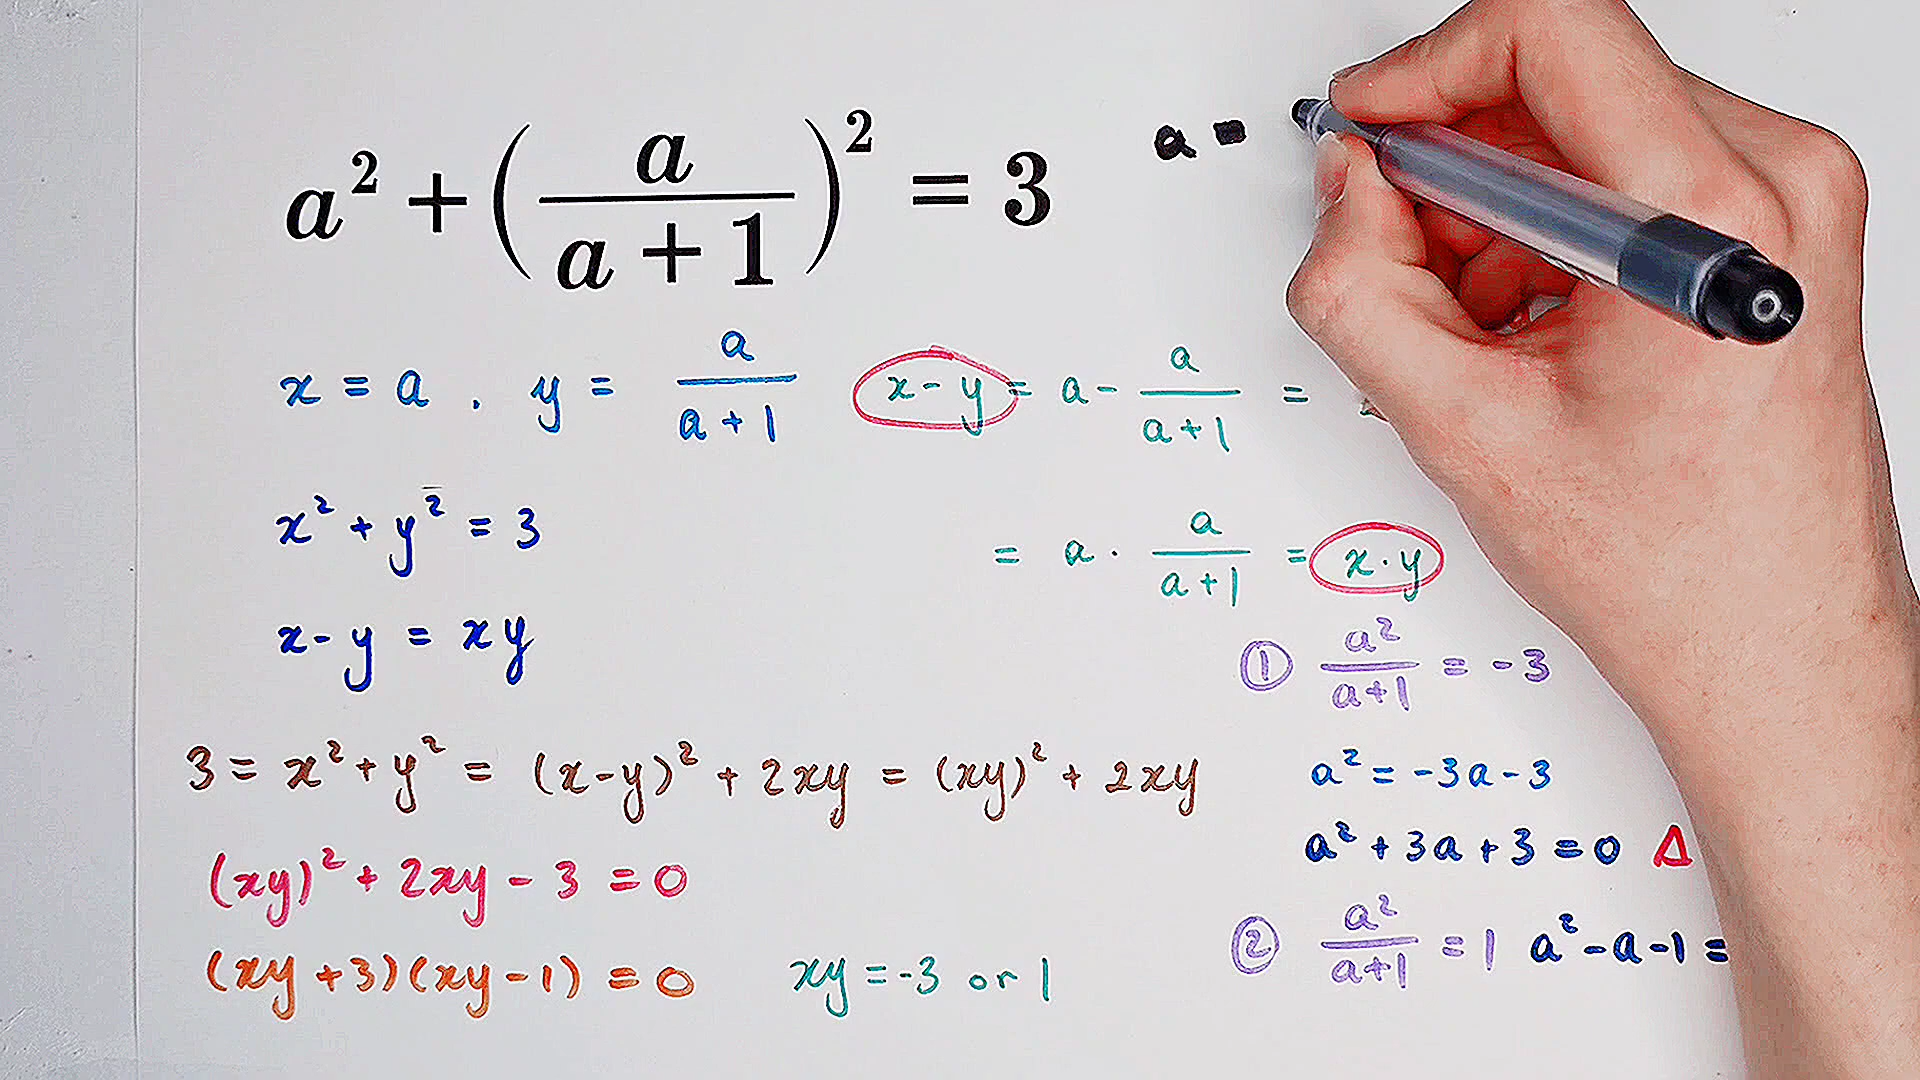 a² + (a/(a+1))² = 3
a =
x = a . y = a/(a+1)
x-y = a - a/(a+1) =
x² + y² = 3
= a · a/(a+1) = x·y
x-y = xy
① a²/(a+1) = -3
3 = x² + y² = (x-y)² + 2xy = (xy)² + 2xy
a² = -3a - 3
(xy)² + 2xy - 3 = 0
a² + 3a + 3 = 0 Δ
(xy + 3)(xy - 1) = 0
xy = -3 or 1
② a²/(a+1) = 1 a² - a - 1 =